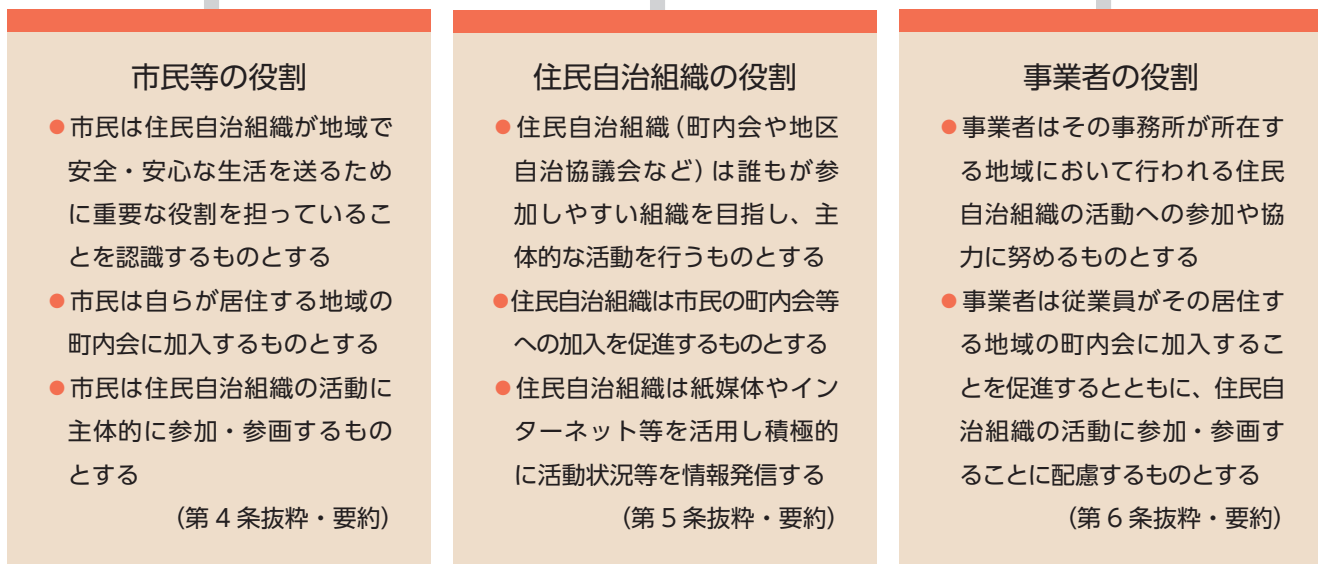 市民等の役割
●市民は住民自治組織が地域で
安全・安心な生活を送るため
に重要な役割を担っているこ
とを認識するものとする
●市民は自らが居住する地域の
町内会に加入するものとする
●市民は住民自治組織の活動に
主体的に参加・参画するもの
とする
（第４条抜粋・要約）
住民自治組織の役割
●住民自治組織（町内会や地区
自治協議会など）は誰もが参
加しやすい組織を目指し、主
体的な活動を行うものとする
●住民自治組織は市民の町内会等
への加入を促進するものとする
●住民自治組織は紙媒体やイン
ターネット等を活用し積極的
に活動状況等を情報発信する
（第５条抜粋・要約）
事業者の役割
●事業者はその事務所が所在す
る地域において行われる住民
自治組織の活動への参加や協
力に努めるものとする
●事業者は従業員がその居住す
る地域の町内会に加入するこ
とを促進するとともに、住民自
治組織の活動に参加・参画す
ることに配慮するものとする
（第６条抜粋・要約）